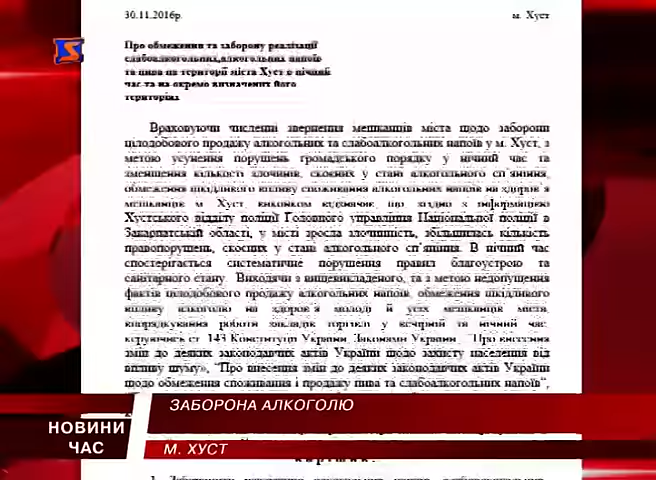 30.11.2016р.
м. Хуст
Про обмеження та заборону реалізації
слабоалкогольних,алкогольних напоїв
та пива на території міста Хуст в нічний
час та на окремо визначених його
територіях
Враховуючи численні звернення мешканців міста щодо заборони
цілодобового продажу алкогольних та слабоалкогольних напоїв у м. Хуст, з
метою усунення порушень громадського порядку у нічний час та
зменшення кількості злочинів, скоєних у стані алкогольного сп'яніння,
обмеження шкідливого впливу споживання алкогольних напоїв на здоров'я
мешканців м. Хуст, виконком відзначає, що згідно з інформацією
Хустського відділу поліції Головного управління Національної поліції в
Закарпатській області, у місті зросла злочинність, збільшилась кількість
правопорушень, скоєних у стані алкогольного сп'яніння. В нічний час
спостерігається систематичне порушення правил благоустрою та
санітарного стану. Виходячи з вищевикладеного, та з метою недопущення
фактів цілодобового продажу алкогольних напоїв, обмеження шкідливого
впливу алкоголю на здоров'я молоді й усіх мешканців міста,
впорядкування роботи закладів торгівлі у вечірній та нічний час,
керуючись ст. 143 Конституції України, Законами України „Про внесення
змін до деяких законодавчих актів України щодо захисту населення від
впливу шуму», "Про внесення змін до деяких законодавчих актів України
щодо обмеження споживання і продажу пива та слабоалкогольних напоїв",
ЗАБОРОНА АЛКОГОЛЮ
НОВИНИ
ЧАС
М. ХУСТ